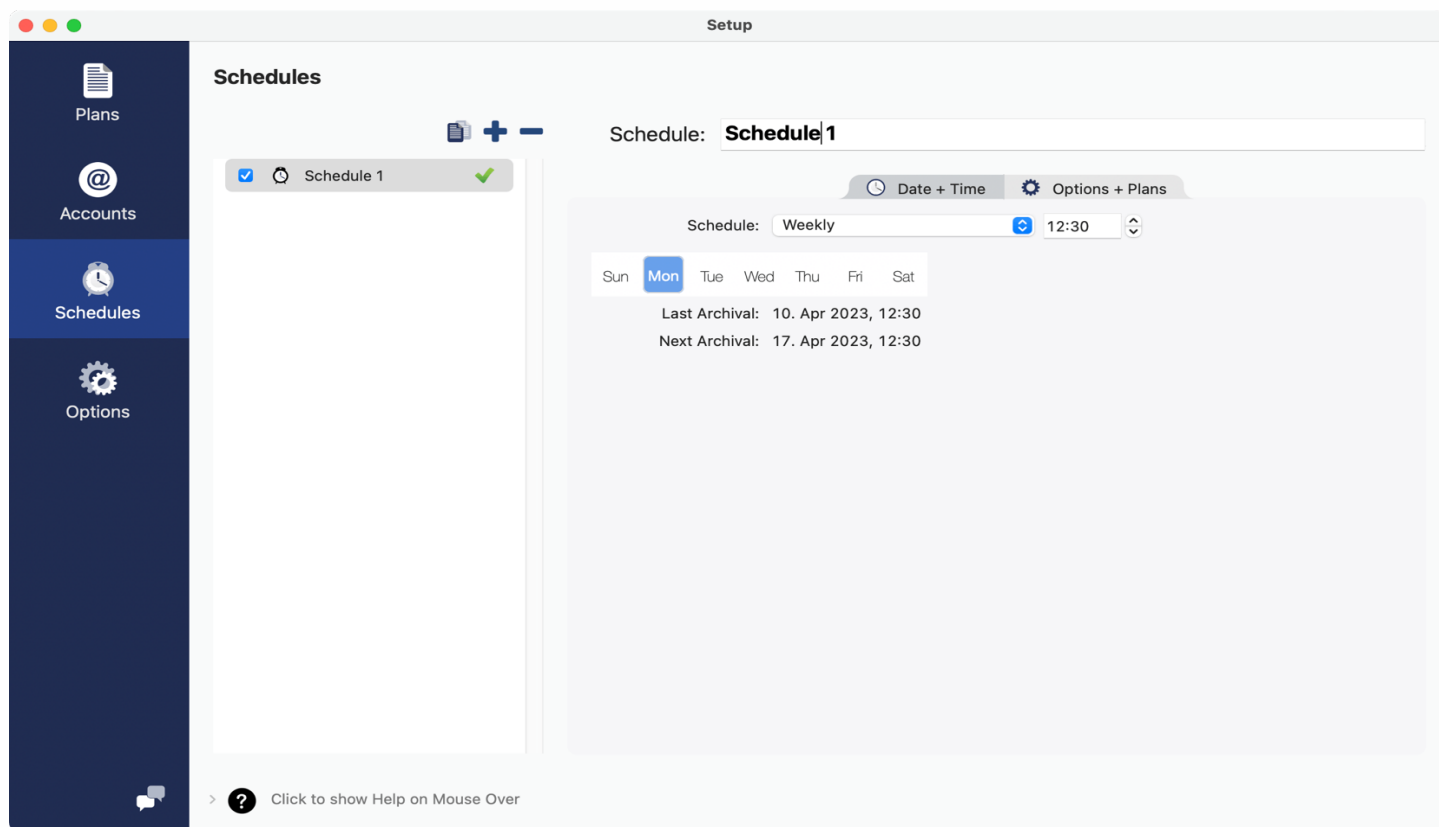 Setup
Plans
Accounts
Schedules
Options
Schedules
Schedule 1
Schedule: Schedule 1
Date + Time Options + Plans
Schedule: Weekly 12:30
Sun Mon Tue Wed Thu Fri Sat
Last Archival: 10. Apr 2023, 12:30
Next Archival: 17. Apr 2023, 12:30
? Click to show Help on Mouse Over